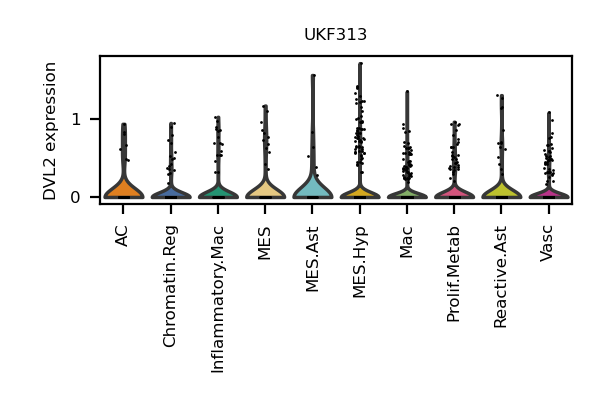 UKF313
DVL2 expression
1
0
AC
Chromatin.Reg
Inflammatory.Mac
MES
MES.Ast
MES.Hyp
Mac
Prolif.Metab
Reactive.Ast
Vasc